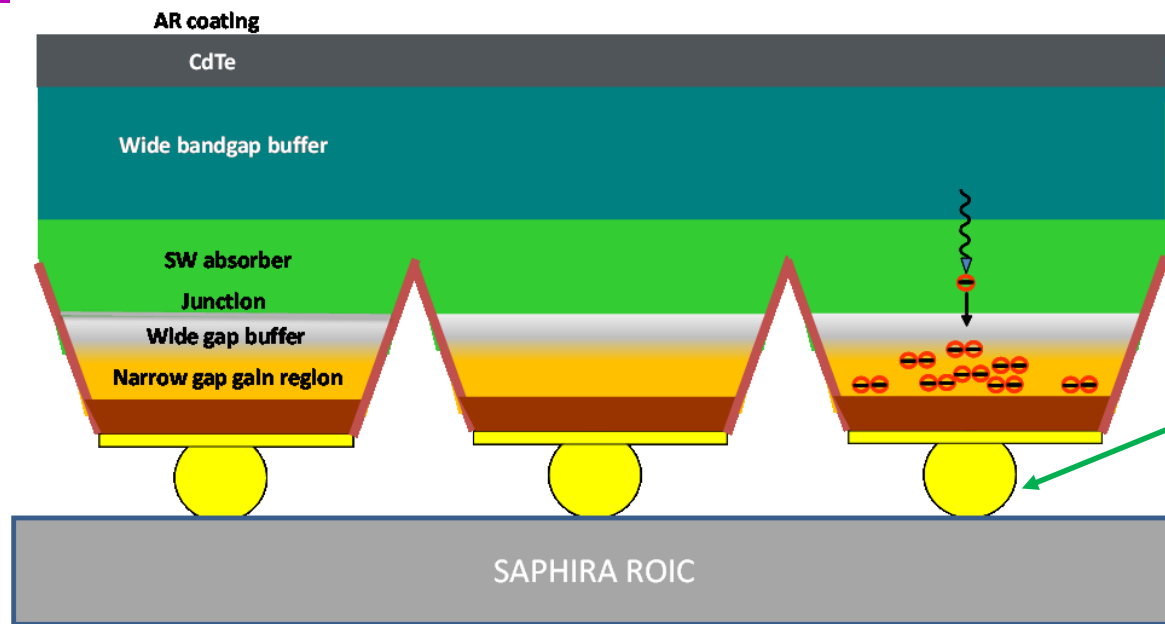 AR coating
CdTe
Wide bandgap buffer
SW absorber
Junction
Wide gap buffer
Narrow gap gain region
SAPHIRA ROIC